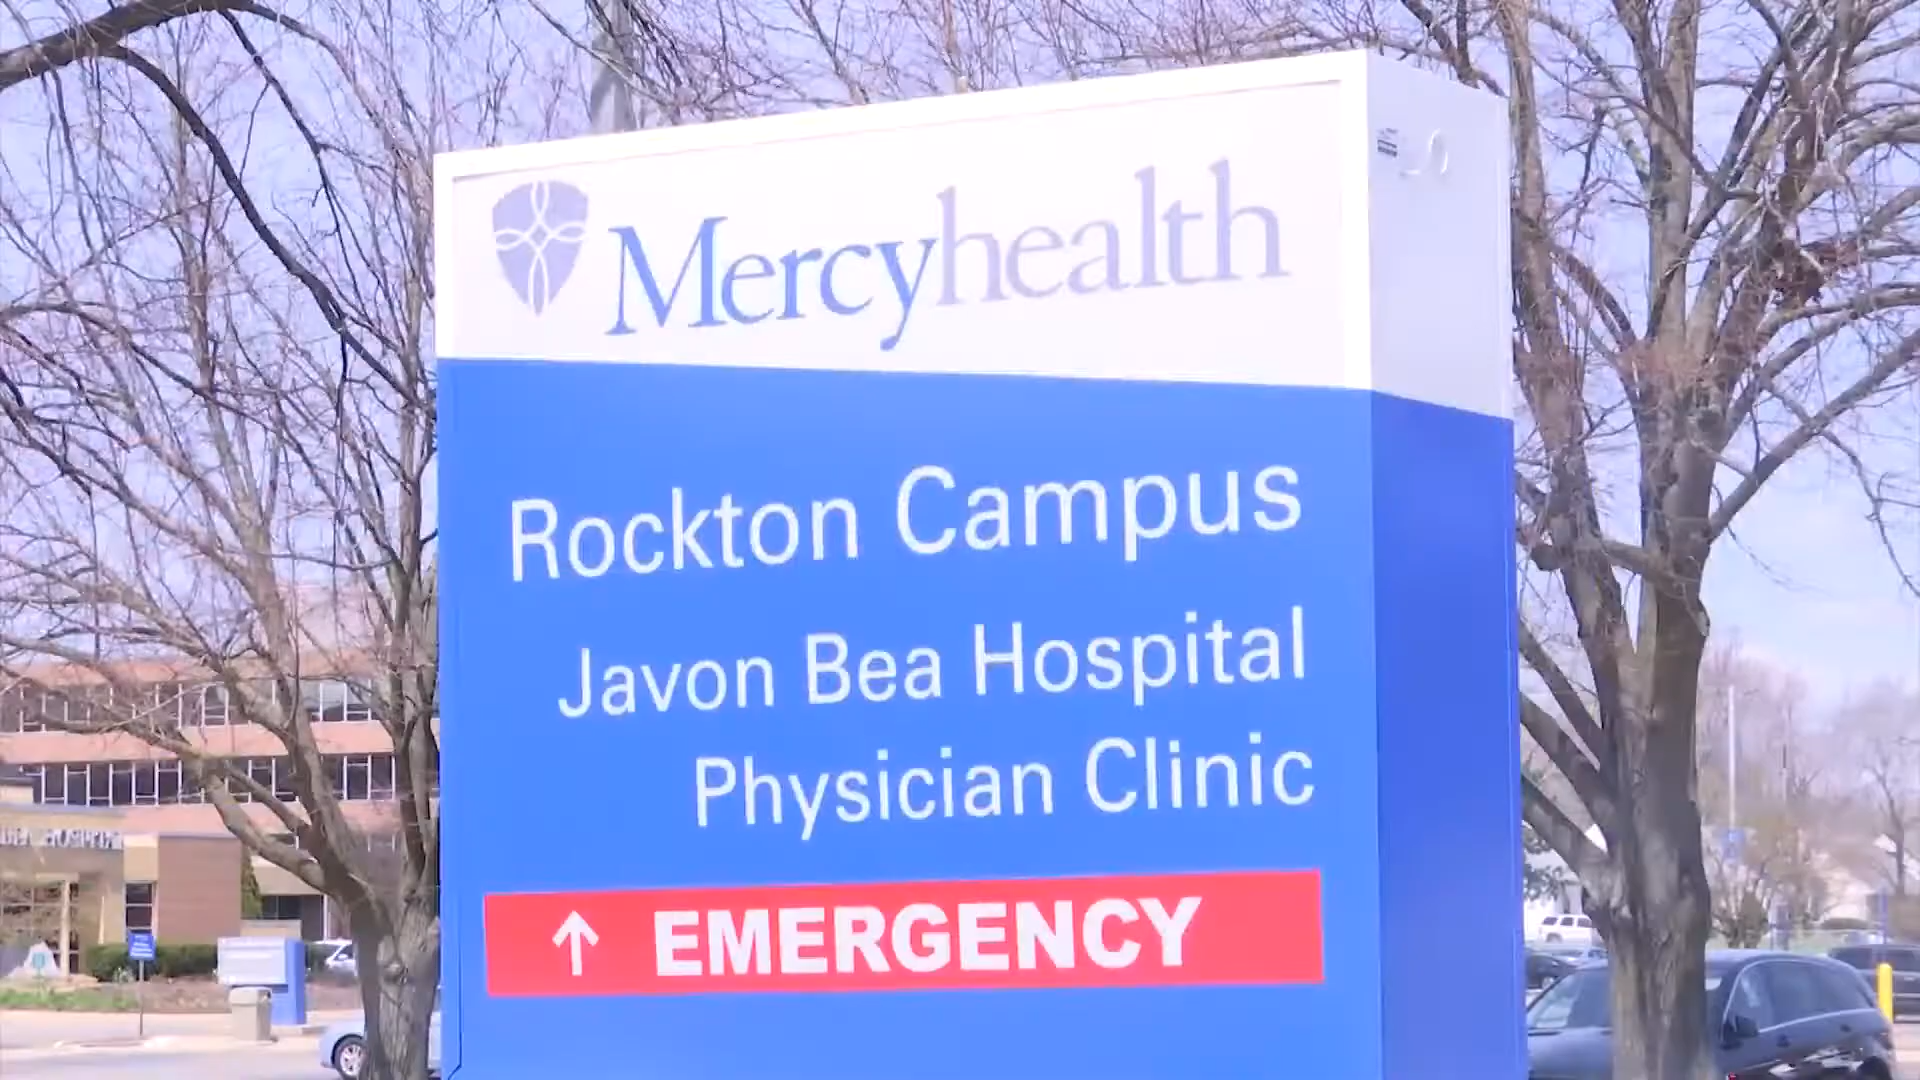 Mercyhealth
Rockton Campus
Javon Bea Hospital
Physician Clinic
↑ EMERGENCY